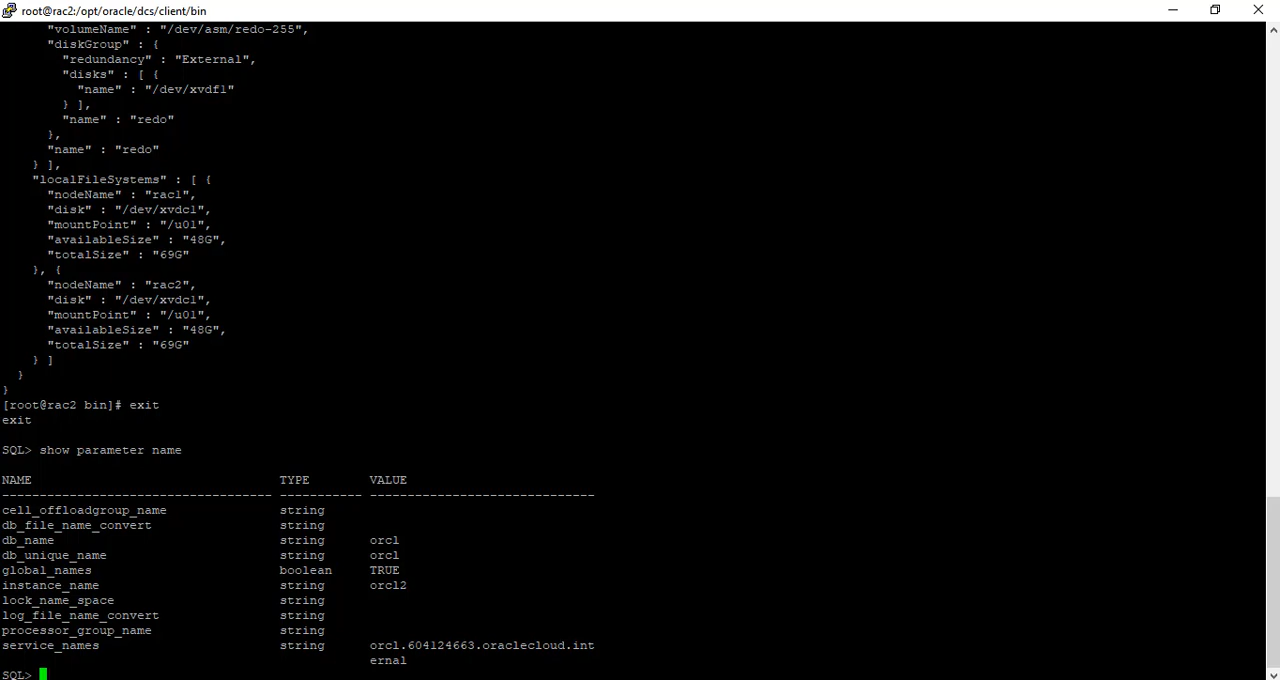 root@rac2:/opt/oracle/dcs/client/bin
"volumeName" : "/dev/asm/redo-255",
"diskGroup" : {
"redundancy" : "External",
"disks" : [ {
"name" : "/dev/xvdf1"
} ],
"name" : "redo"
},
"name" : "redo"
} ],
"localFileSystems" : [ {
"nodeName" : "rac1",
"disk" : "/dev/xvdc1",
"mountPoint" : "/u01",
"availableSize" : "48G",
"totalSize" : "69G"
}, {
"nodeName" : "rac2",
"disk" : "/dev/xvdc1",
"mountPoint" : "/u01",
"availableSize" : "48G",
"totalSize" : "69G"
} ]
}
}
[root@rac2 bin]# exit
exit
SQL> show parameter name
NAME TYPE VALUE
------------------------------------ ----------- ------------------------------
cell_offloadgroup_name string
db_file_name_convert string
db_name string orcl
db_unique_name string orcl
global_names boolean TRUE
instance_name string orcl2
lock_name_space string
log_file_name_convert string
processor_group_name string
service_names string orcl.604124663.oraclecloud.int
ernal
SQL>